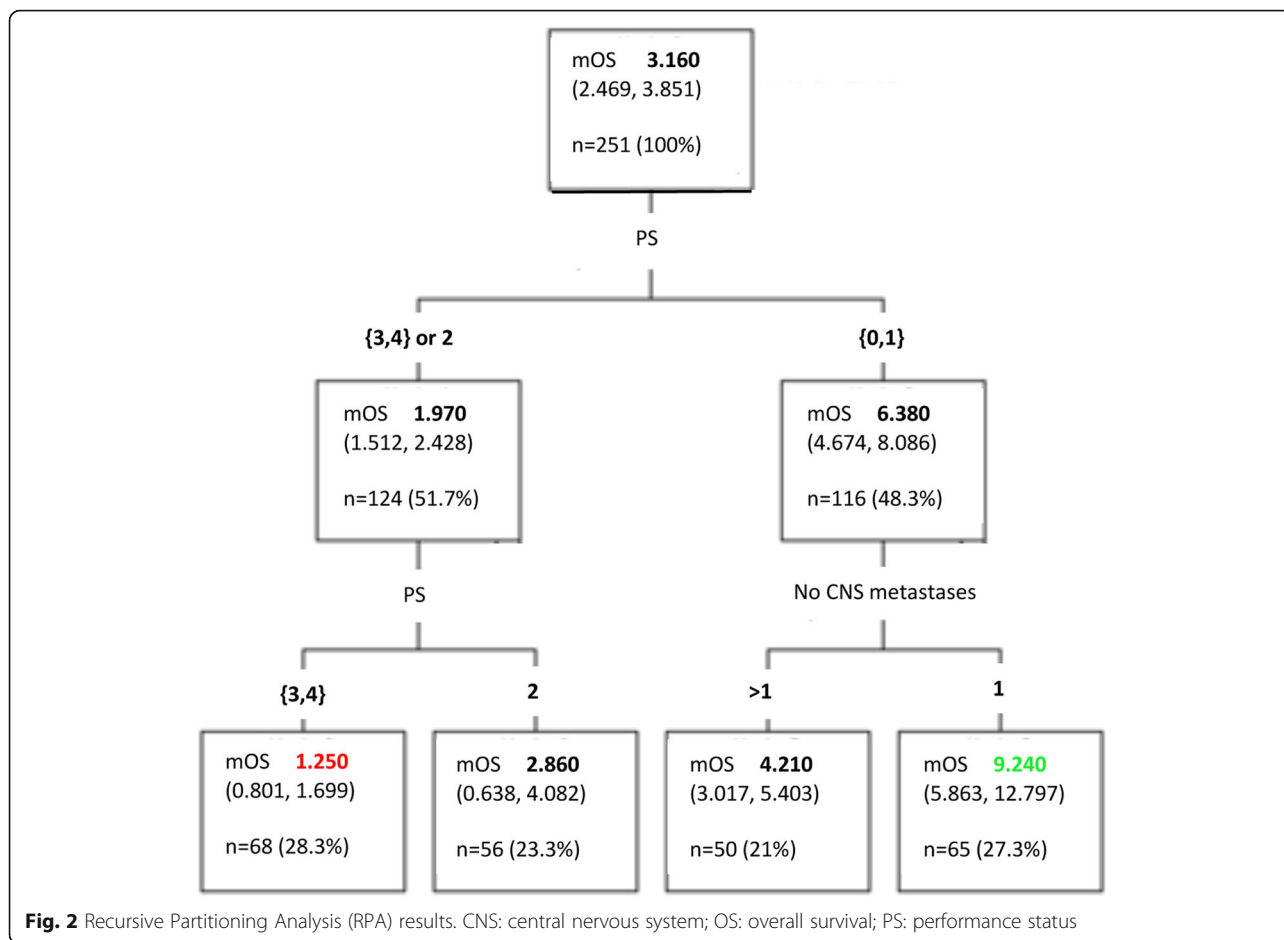 mOS 3.160
(2.469, 3.851)
n=251 (100%)
PS
{3,4} or 2
{0,1}
mOS 1.970
(1.512, 2.428)
n=124 (51.7%)
mOS 6.380
(4.674, 8.086)
n=116 (48.3%)
PS
No CNS metastases
{3,4}
2
>1
1
mOS 1.250
(0.801, 1.699)
n=68 (28.3%)
mOS 2.860
(0.638, 4.082)
n=56 (23.3%)
mOS 4.210
(3.017, 5.403)
n=50 (21%)
mOS 9.240
(5.863, 12.797)
n=65 (27.3%)
Fig. 2 Recursive Partitioning Analysis (RPA) results. CNS: central nervous system; OS: overall survival; PS: performance status